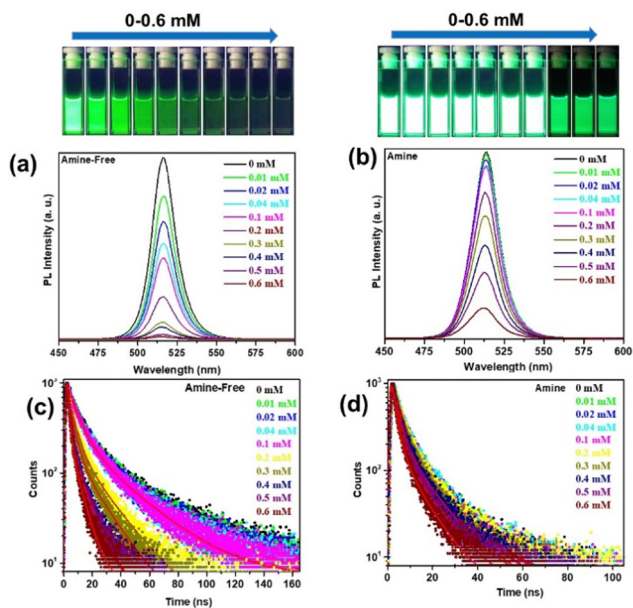 0-0.6 mM
0-0.6 mM
(a)
Amine-Free
0 mM
0.01 mM
0.02 mM
0.04 mM
0.1 mM
0.2 mM
0.3 mM
0.4 mM
0.5 mM
0.6 mM
PL Intensity (a. u.)
450 475 500 525 550 575 600
Wavelength (nm)
(b)
Amine
0 mM
0.01 mM
0.02 mM
0.04 mM
0.1 mM
0.2 mM
0.3 mM
0.4 mM
0.5 mM
0.6 mM
PL Intensity (a. u.)
450 475 500 525 550 575 600
Wavelength (nm)
(c)
Amine-Free
0 mM
0.01 mM
0.02 mM
0.04 mM
0.1 mM
0.2 mM
0.3 mM
0.4 mM
0.5 mM
0.6 mM
Counts
10³
10²
10¹
0 20 40 60 80 100 120 140 160
Time (ns)
(d)
Amine
0 mM
0.01 mM
0.02 mM
0.04 mM
0.1 mM
0.2 mM
0.3 mM
0.4 mM
0.5 mM
0.6 mM
Counts
10³
10²
10¹
0 20 40 60 80 100
Time (ns)